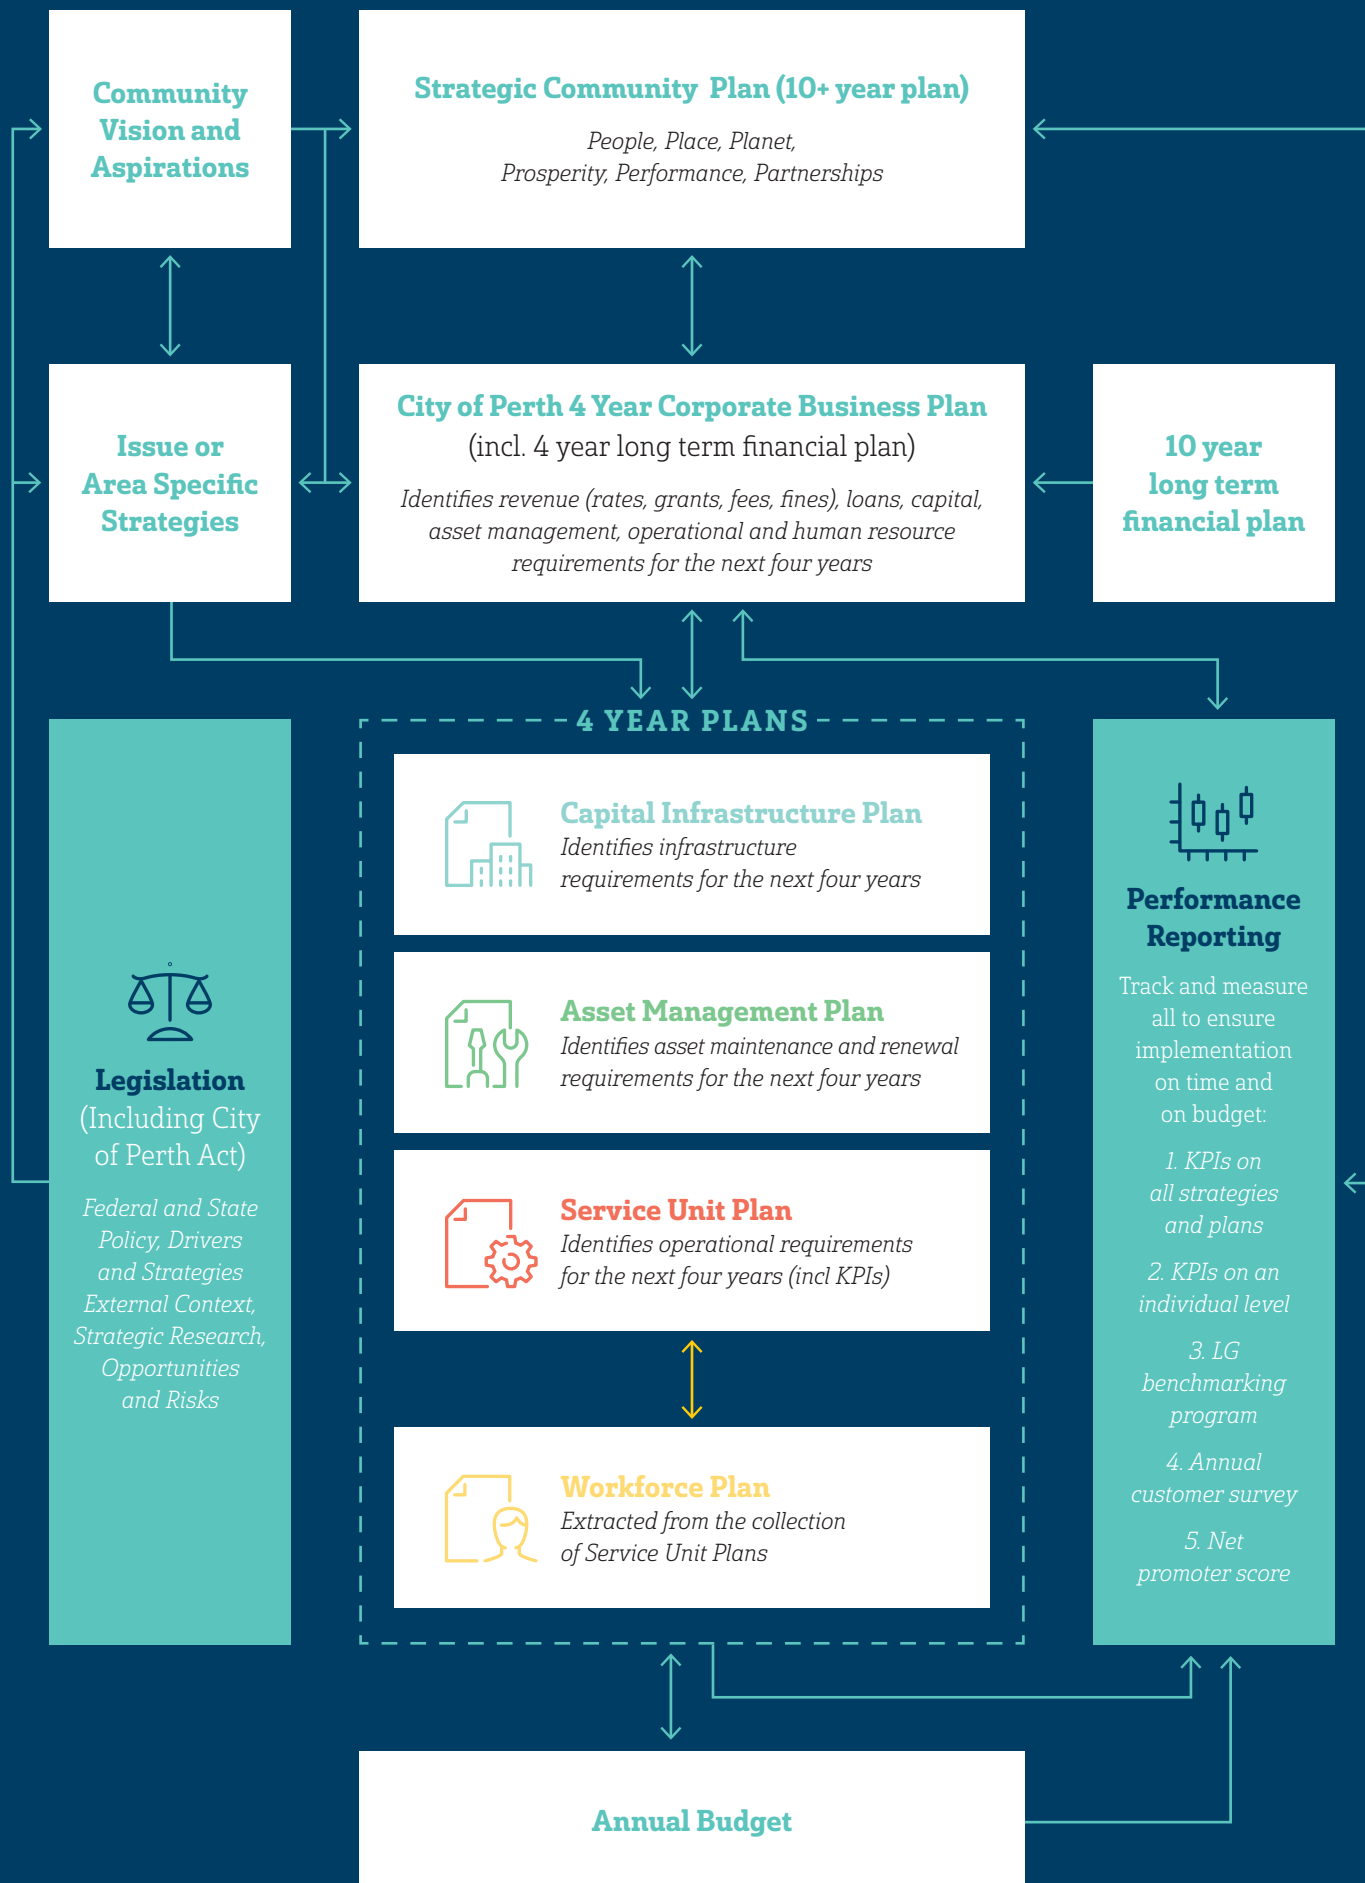 Community
Vision and
Aspirations
Strategic Community Plan (10+ year plan)
People, Place, Planet,
Prosperity, Performance, Partnerships
Issue or
Area Specific
Strategies
City of Perth 4 Year Corporate Business Plan
(incl. 4 year long term financial plan)
Identifies revenue (rates, grants, fees, fines), loans, capital,
asset management, operational and human resource
requirements for the next four years
10 year
long term
financial plan
Legislation
(Including City
of Perth Act)
Federal and State
Policy, Drivers
and Strategies
External Context,
Strategic Research,
Opportunities
and Risks
4 YEAR PLANS
Capital Infrastructure Plan
Identifies infrastructure
requirements for the next four years
Asset Management Plan
Identifies asset maintenance and renewal
requirements for the next four years
Service Unit Plan
Identifies operational requirements
for the next four years (incl KPIs)
Workforce Plan
Extracted from the collection
of Service Unit Plans
Performance
Reporting
Track and measure
all to ensure
implementation
on time and
on budget:
1. KPIs on
all strategies
and plans
2. KPIs on an
individual level
3. LG
benchmarking
program
4. Annual
customer survey
5. Net
promoter score
Annual Budget